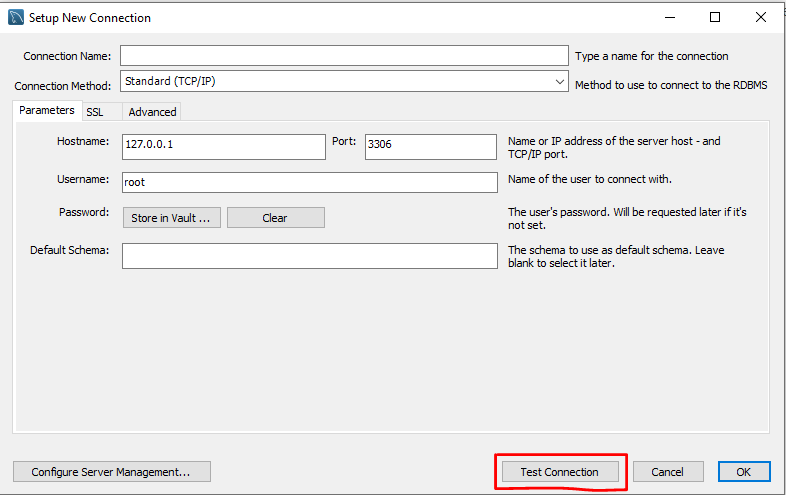 Setup New Connection
Connection Name:
Type a name for the connection
Connection Method:
Standard (TCP/IP)
Method to use to connect to the RDBMS
Parameters
SSL
Advanced
Hostname:
127.0.0.1
Port:
3306
Name or IP address of the server host - and
TCP/IP port.
Username:
root
Name of the user to connect with.
Password:
Store in Vault ...
Clear
The user's password. Will be requested later if it's
not set.
Default Schema:
The schema to use as default schema. Leave
blank to select it later.
Configure Server Management...
Test Connection
Cancel
OK